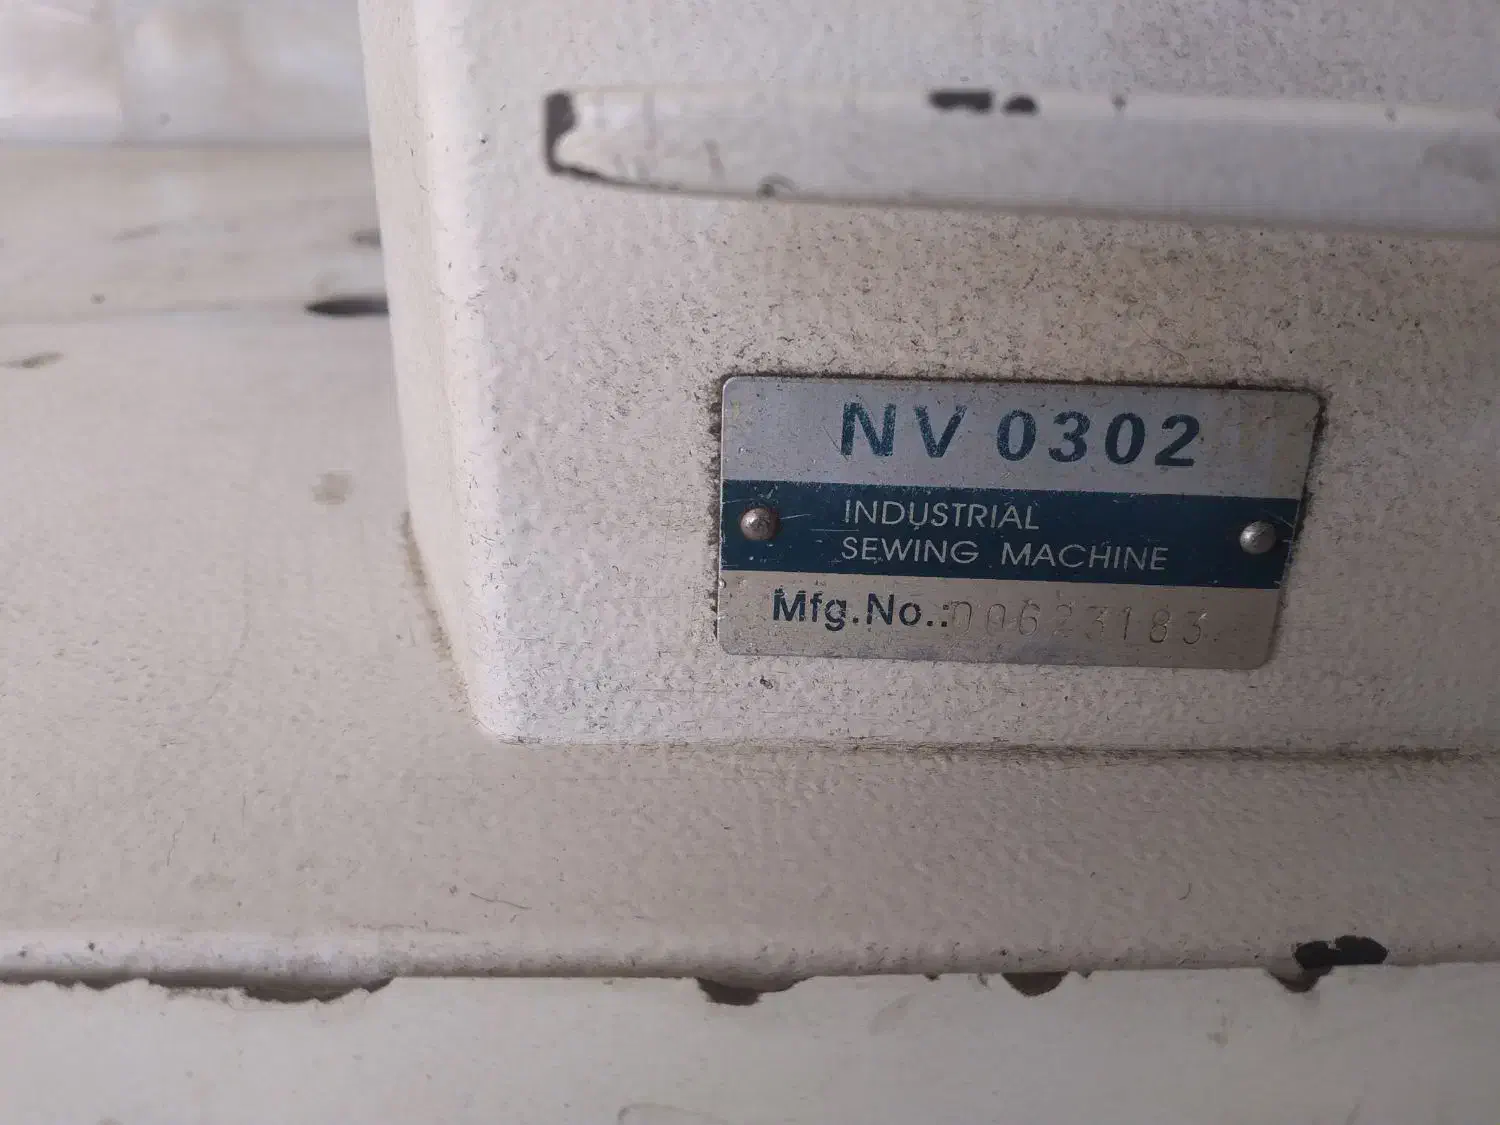 NV 0302
INDUSTRIAL
SEWING MACHINE
Mfg.No.:00623183